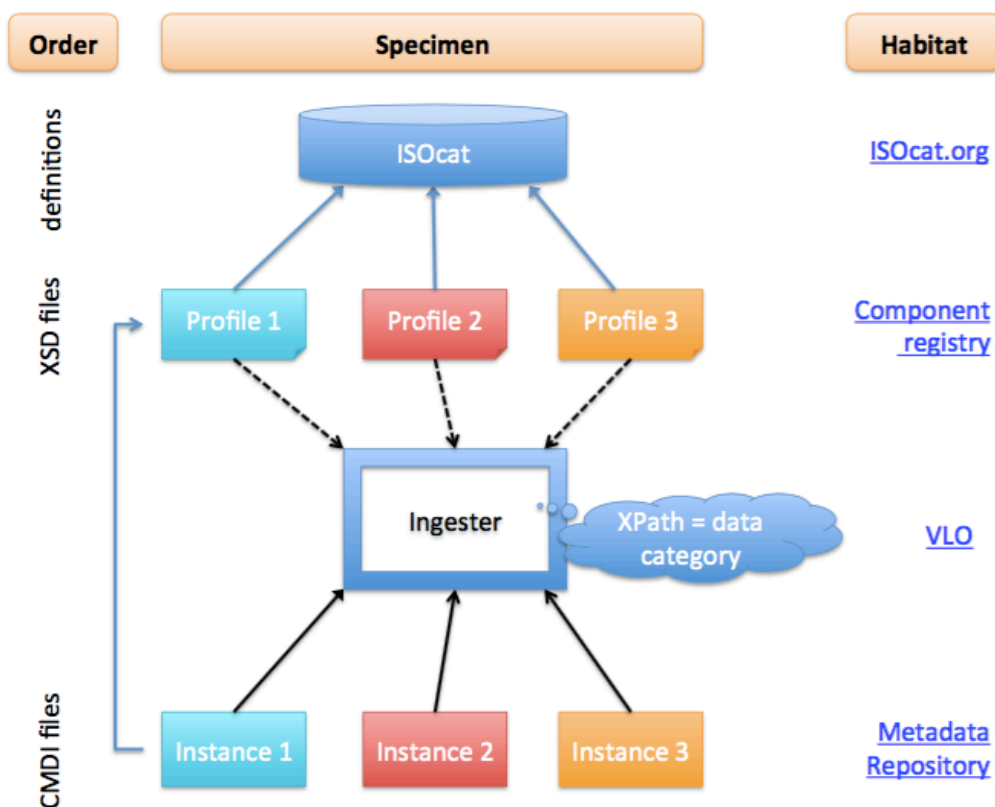 Order
Specimen
Habitat
definitions
ISOcat
ISOcat.org
XSD files
Profile 1
Profile 2
Profile 3
Component
registry
Ingester
XPath = data
category
VLO
CMDI files
Instance 1
Instance 2
Instance 3
Metadata
Repository